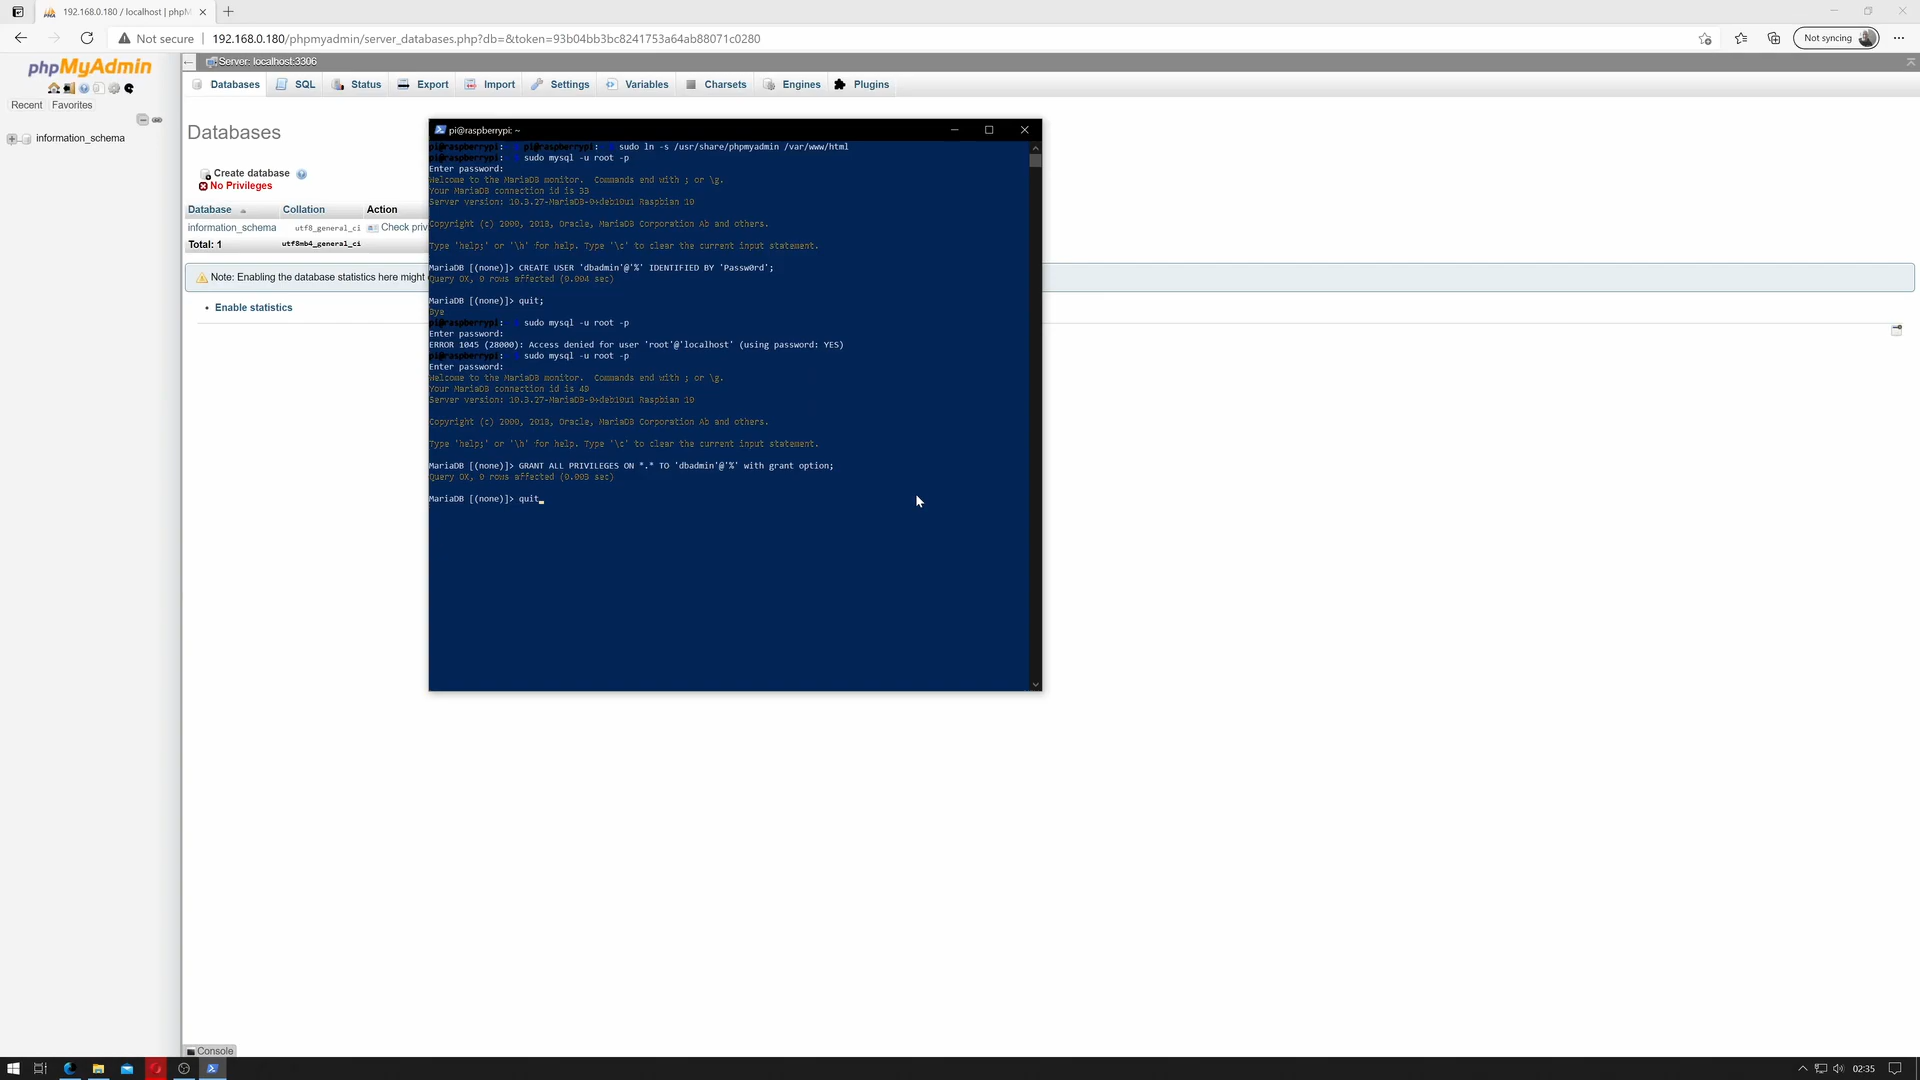 192.168.0.180 / localhost | phpM
Not secure
192.168.0.180/phpmyadmin/server_databases.php?db=&token=93b04bb3bc8241753a64ab88071c0280
Not syncing
phpMyAdmin
Recent Favorites
information_schema
Server: localhost:3306
Databases SQL Status Export Import Settings Variables Charsets Engines Plugins
Databases
Create database
No Privileges
Database Collation Action
information_schema utf8_general_ci Check priv
Total: 1 utf8mb4_general_ci
Note: Enabling the database statistics here might
• Enable statistics
Console
pi@raspberrypi: ~
pi@raspberrypi: pi@raspberrypi: sudo ln -s /usr/share/phpmyadmin /var/www/html
pi@raspberrypi: sudo mysql -u root -p
Enter password:
Welcome to the MariaDB monitor.  Commands end with ; or \g.
Your MariaDB connection id is 33
Server version: 10.3.27-MariaDB-0+deb10u1 Raspbian 10
Copyright (c) 2000, 2018, Oracle, MariaDB Corporation Ab and others.
Type 'help;' or '\h' for help. Type '\c' to clear the current input statement.
MariaDB [(none)]> CREATE USER 'dbadmin'@'%' IDENTIFIED BY 'Passw0rd';
Query OK, 0 rows affected (0.004 sec)
MariaDB [(none)]> quit;
Bye
pi@raspberrypi: sudo mysql -u root -p
Enter password:
ERROR 1045 (28000): Access denied for user 'root'@'localhost' (using password: YES)
pi@raspberrypi: sudo mysql -u root -p
Enter password:
Welcome to the MariaDB monitor.  Commands end with ; or \g.
Your MariaDB connection id is 49
Server version: 10.3.27-MariaDB-0+deb10u1 Raspbian 10
Copyright (c) 2000, 2018, Oracle, MariaDB Corporation Ab and others.
Type 'help;' or '\h' for help. Type '\c' to clear the current input statement.
MariaDB [(none)]> GRANT ALL PRIVILEGES ON *.* TO 'dbadmin'@'%' with grant option;
Query OK, 0 rows affected (0.003 sec)
MariaDB [(none)]> quit
02:35